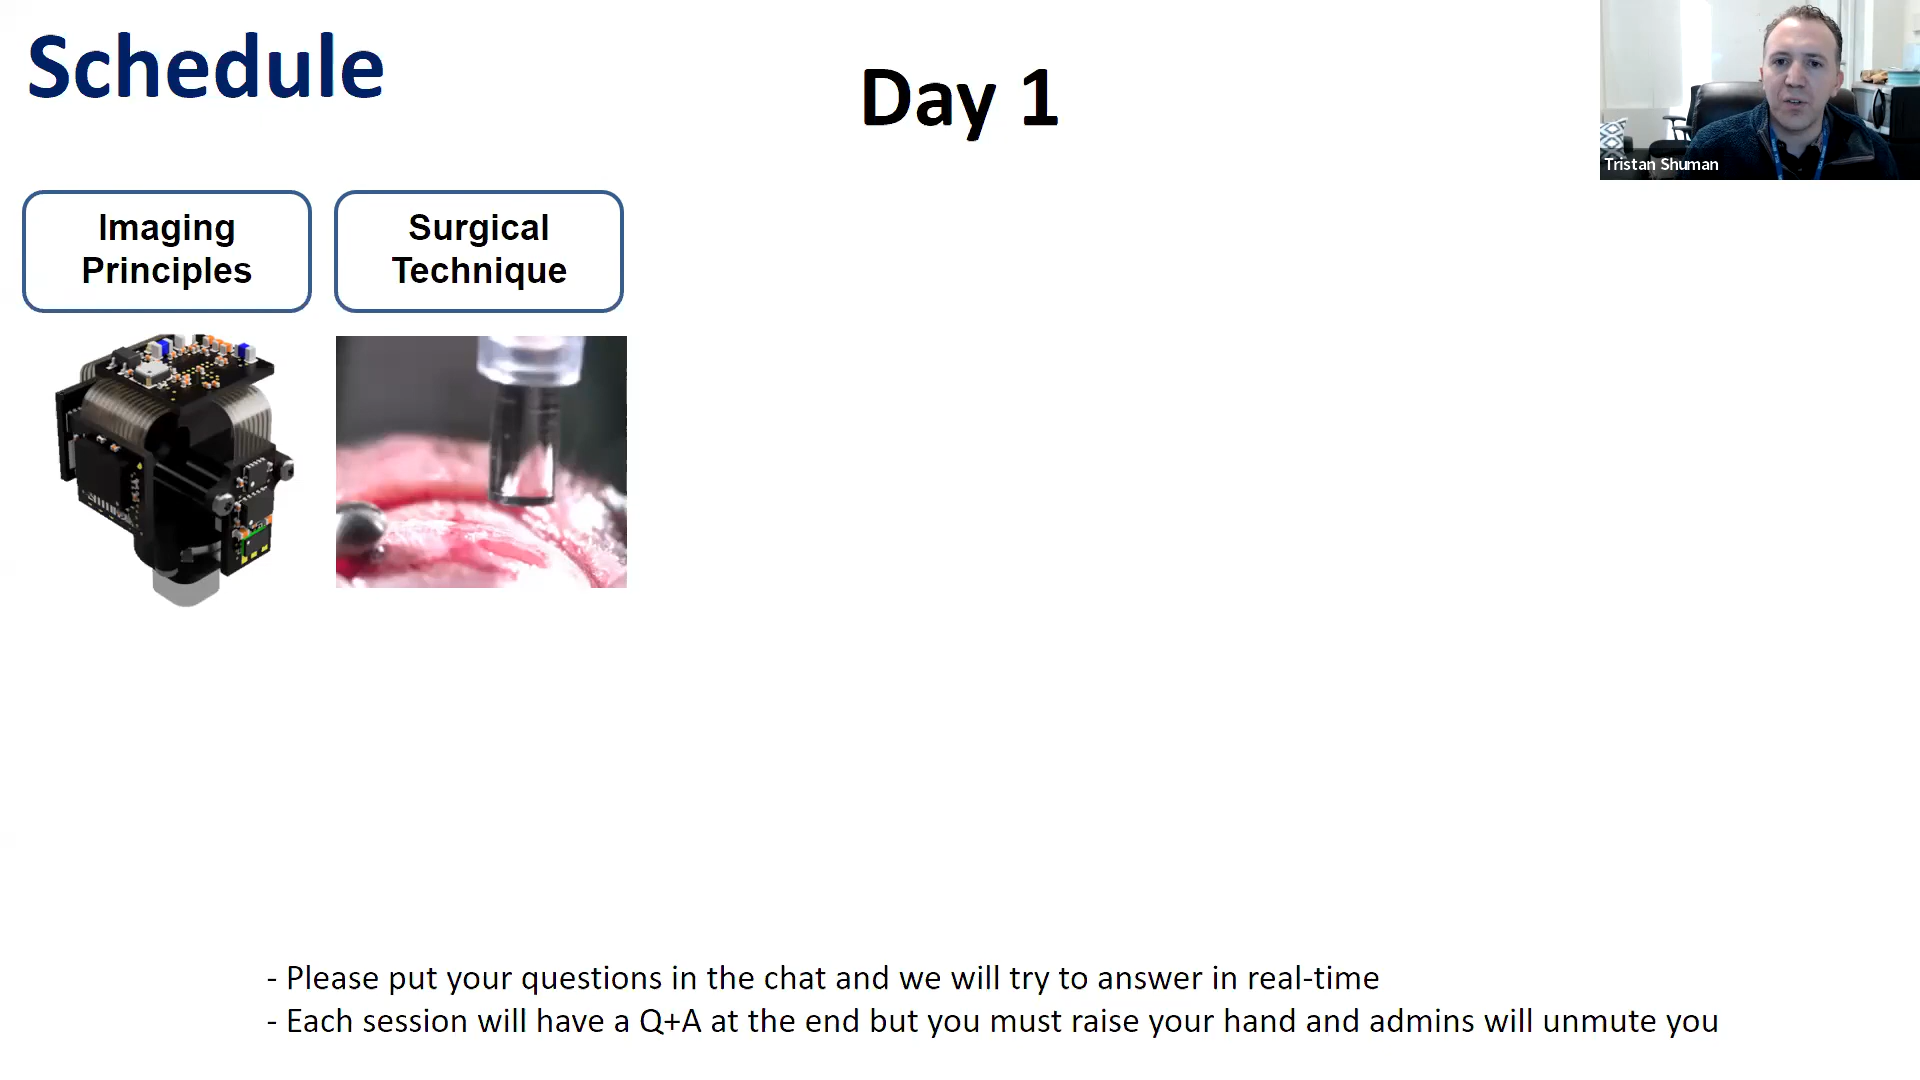 Schedule
Day 1
Tristan Shuman
Imaging
Principles
Surgical
Technique
- Please put your questions in the chat and we will try to answer in real-time
- Each session will have a Q+A at the end but you must raise your hand and admins will unmute you